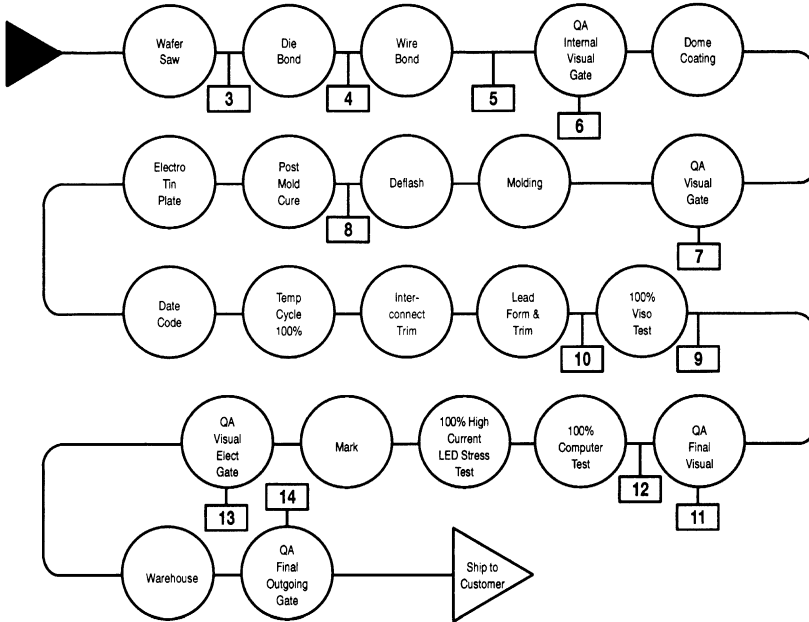 Wafer
Saw
3
Die
Bond
4
Wire
Bond
5
QA
Internal
Visual
Gate
6
Dome
Coating
Electro
Tin
Plate
Post
Mold
Cure
8
Deflash
Molding
QA
Visual
Gate
7
Date
Code
Temp
Cycle
100%
Inter-
connect
Trim
Lead
Form &
Trim
10
100%
Viso
Test
9
QA
Visual
Elect
Gate
13
Mark
100% High
Current
LED Stress
Test
100%
Computer
Test
12
QA
Final
Visual
11
Warehouse
14
QA
Final
Outgoing
Gate
Ship to
Customer